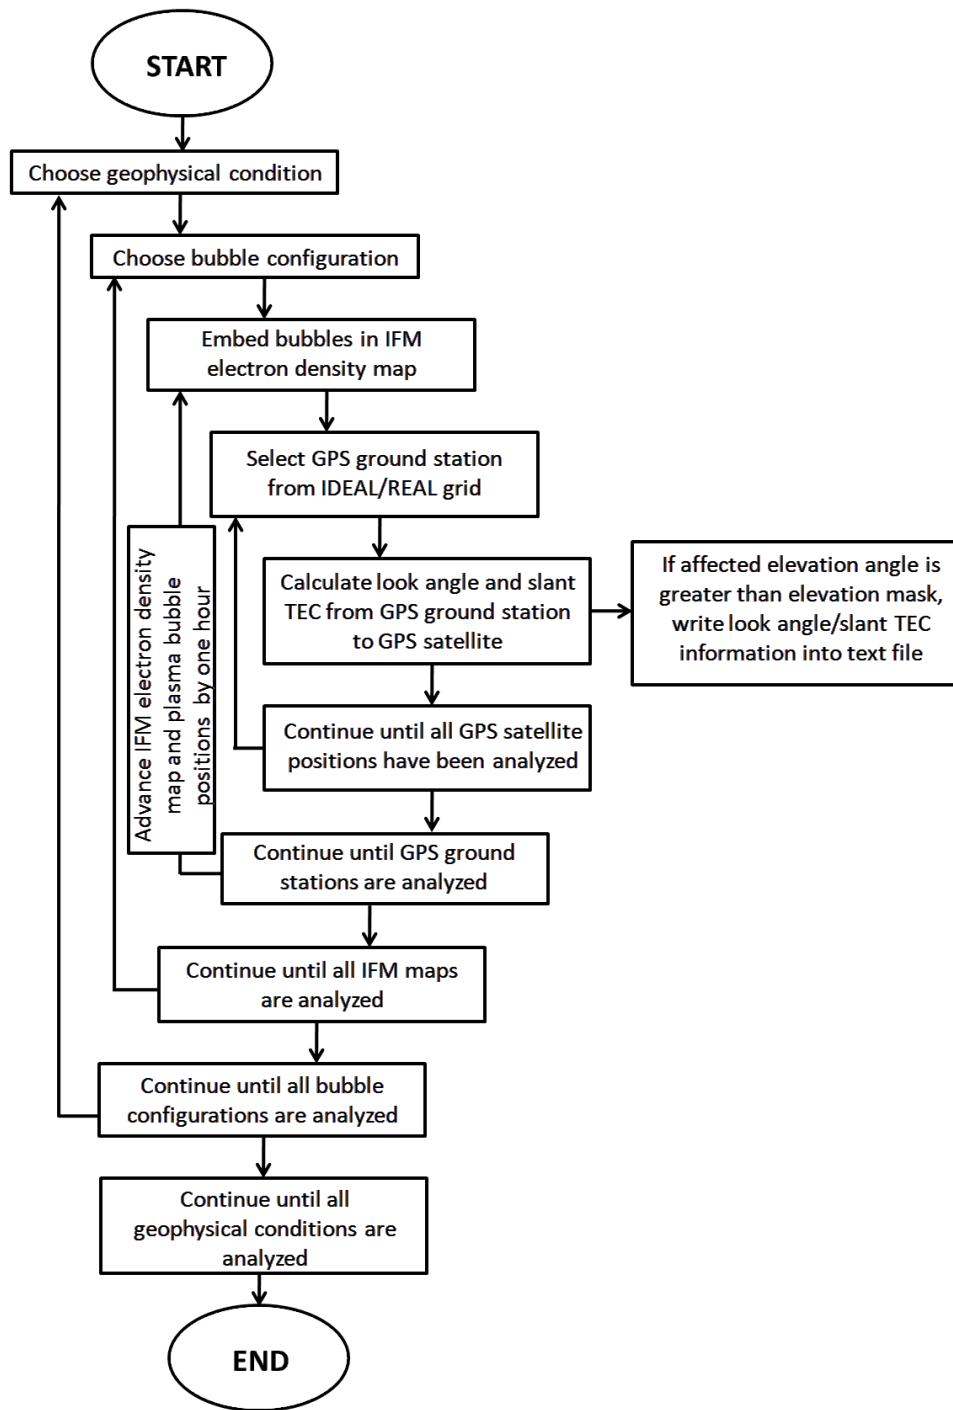 START
Choose geophysical condition
Choose bubble configuration
Embed bubbles in IFM
electron density map
Select GPS ground station
from IDEAL/REAL grid
Calculate look angle and slant
TEC from GPS ground station
to GPS satellite
If affected elevation angle is
greater than elevation mask,
write look angle/slant TEC
information into text file
Continue until all GPS satellite
positions have been analyzed
Advance IFM electron density
map and plasma bubble
positions by one hour
Continue until GPS ground
stations are analyzed
Continue until all IFM maps
are analyzed
Continue until all bubble
configurations are analyzed
Continue until all
geophysical conditions are
analyzed
END